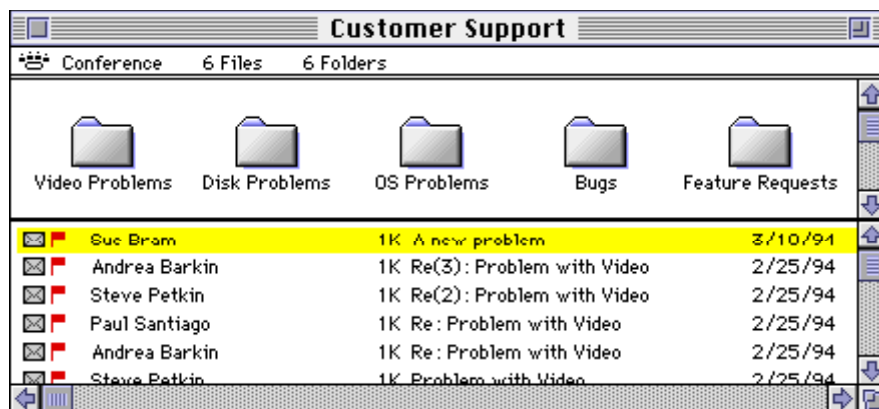 Customer Support
Conference 6 Files 6 Folders
Video Problems Disk Problems OS Problems Bugs Feature Requests
Sue Bram 1K A new problem 3/10/94
Andrea Barkin 1K Re(3): Problem with Video 2/25/94
Steve Petkin 1K Re(2): Problem with Video 2/25/94
Paul Santiago 1K Re: Problem with Video 2/25/94
Andrea Barkin 1K Re: Problem with Video 2/25/94
Steve Petkin 1K Problem with Video 2/25/94